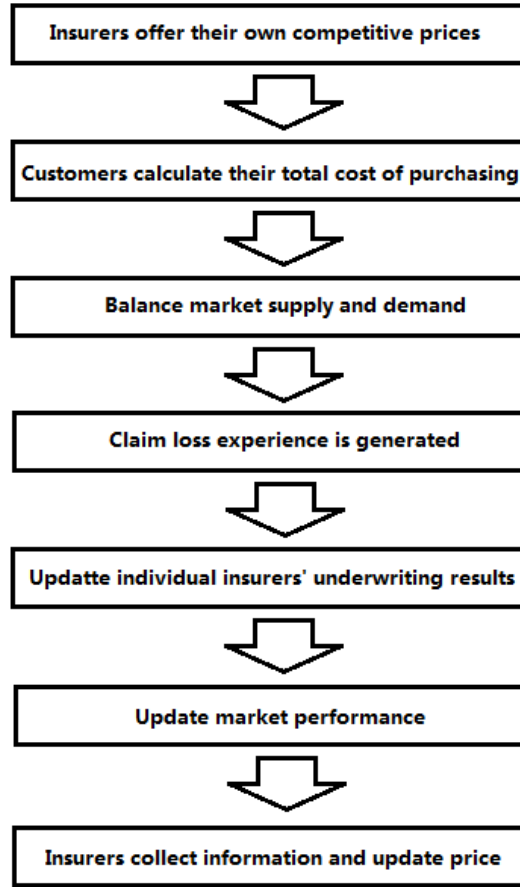 Insurers offer their own competitive prices
Customers calculate their total cost of purchasing
Balance market supply and demand
Claim loss experience is generated
Updatte individual insurers' underwriting results
Update market performance
Insurers collect information and update price